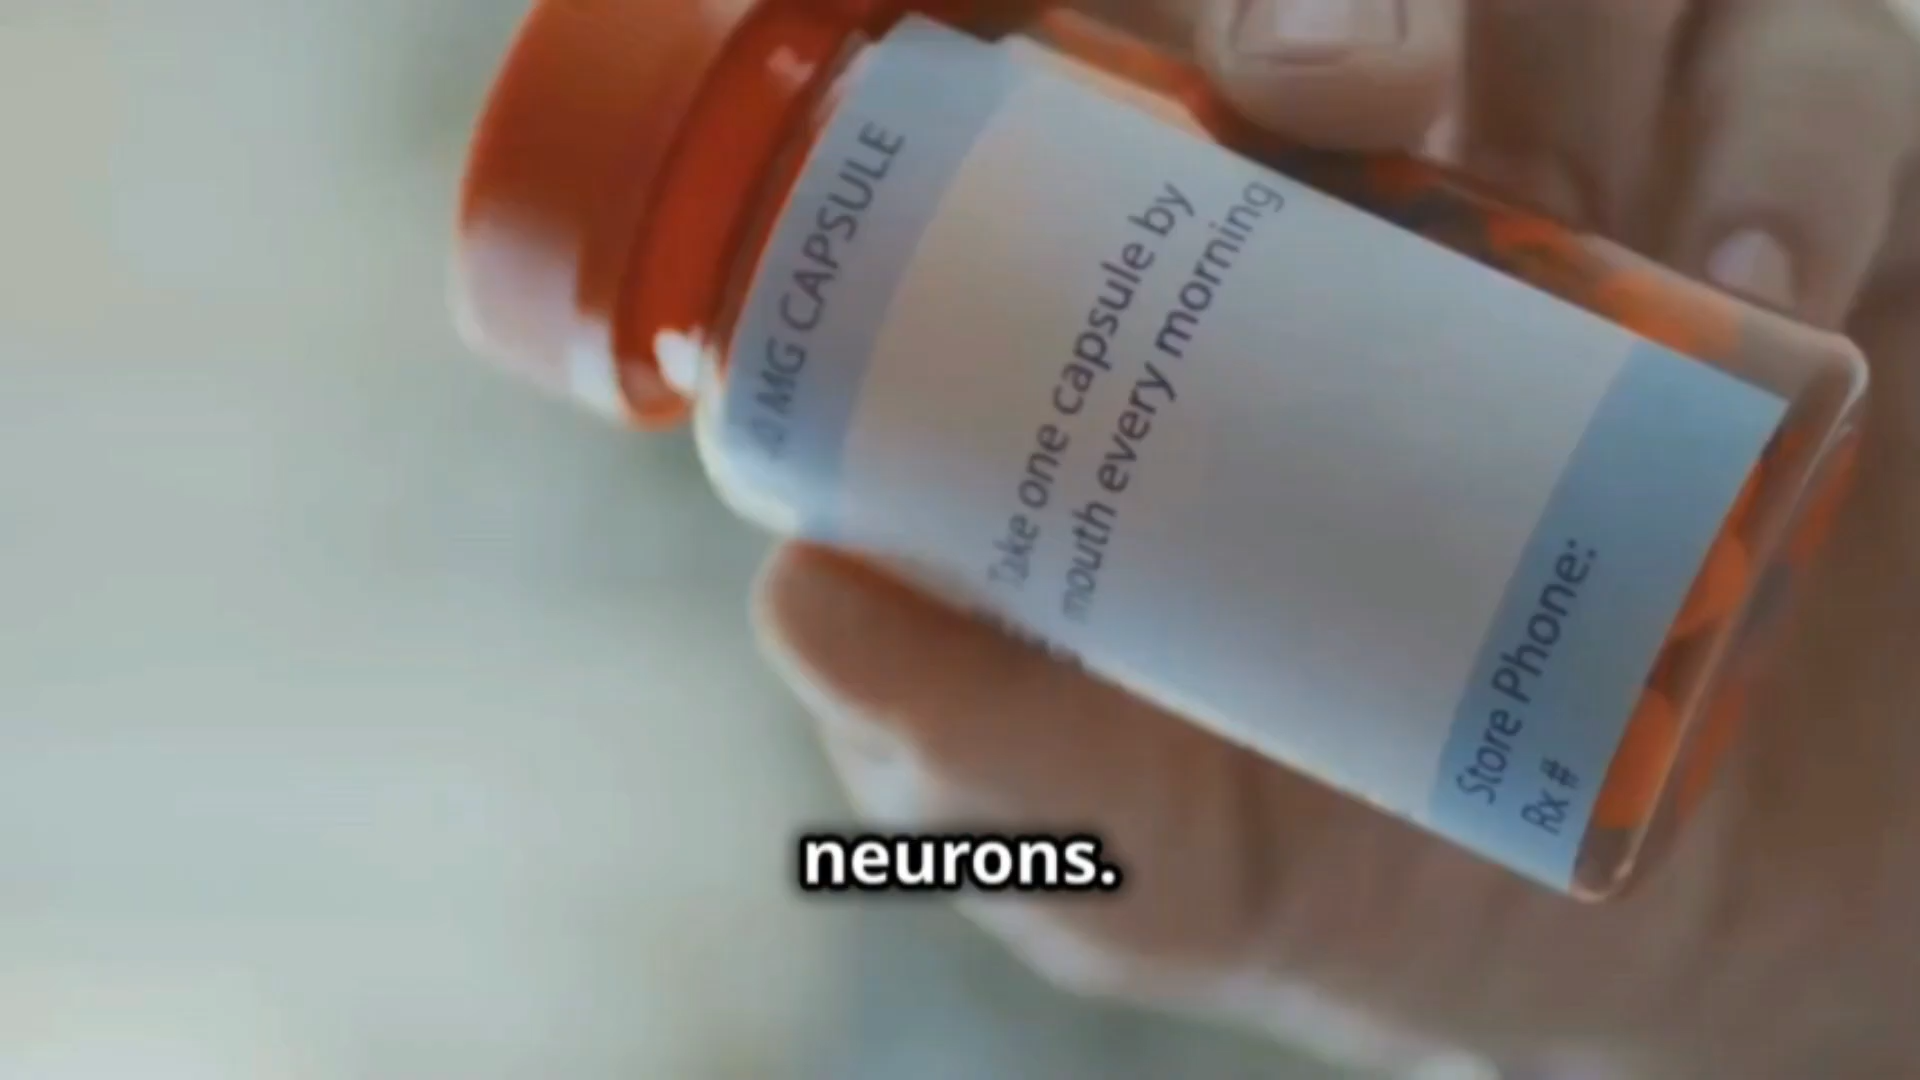 MG CAPSULE
Take one capsule by
mouth every morning
Store Phone:
Rx #
neurons.